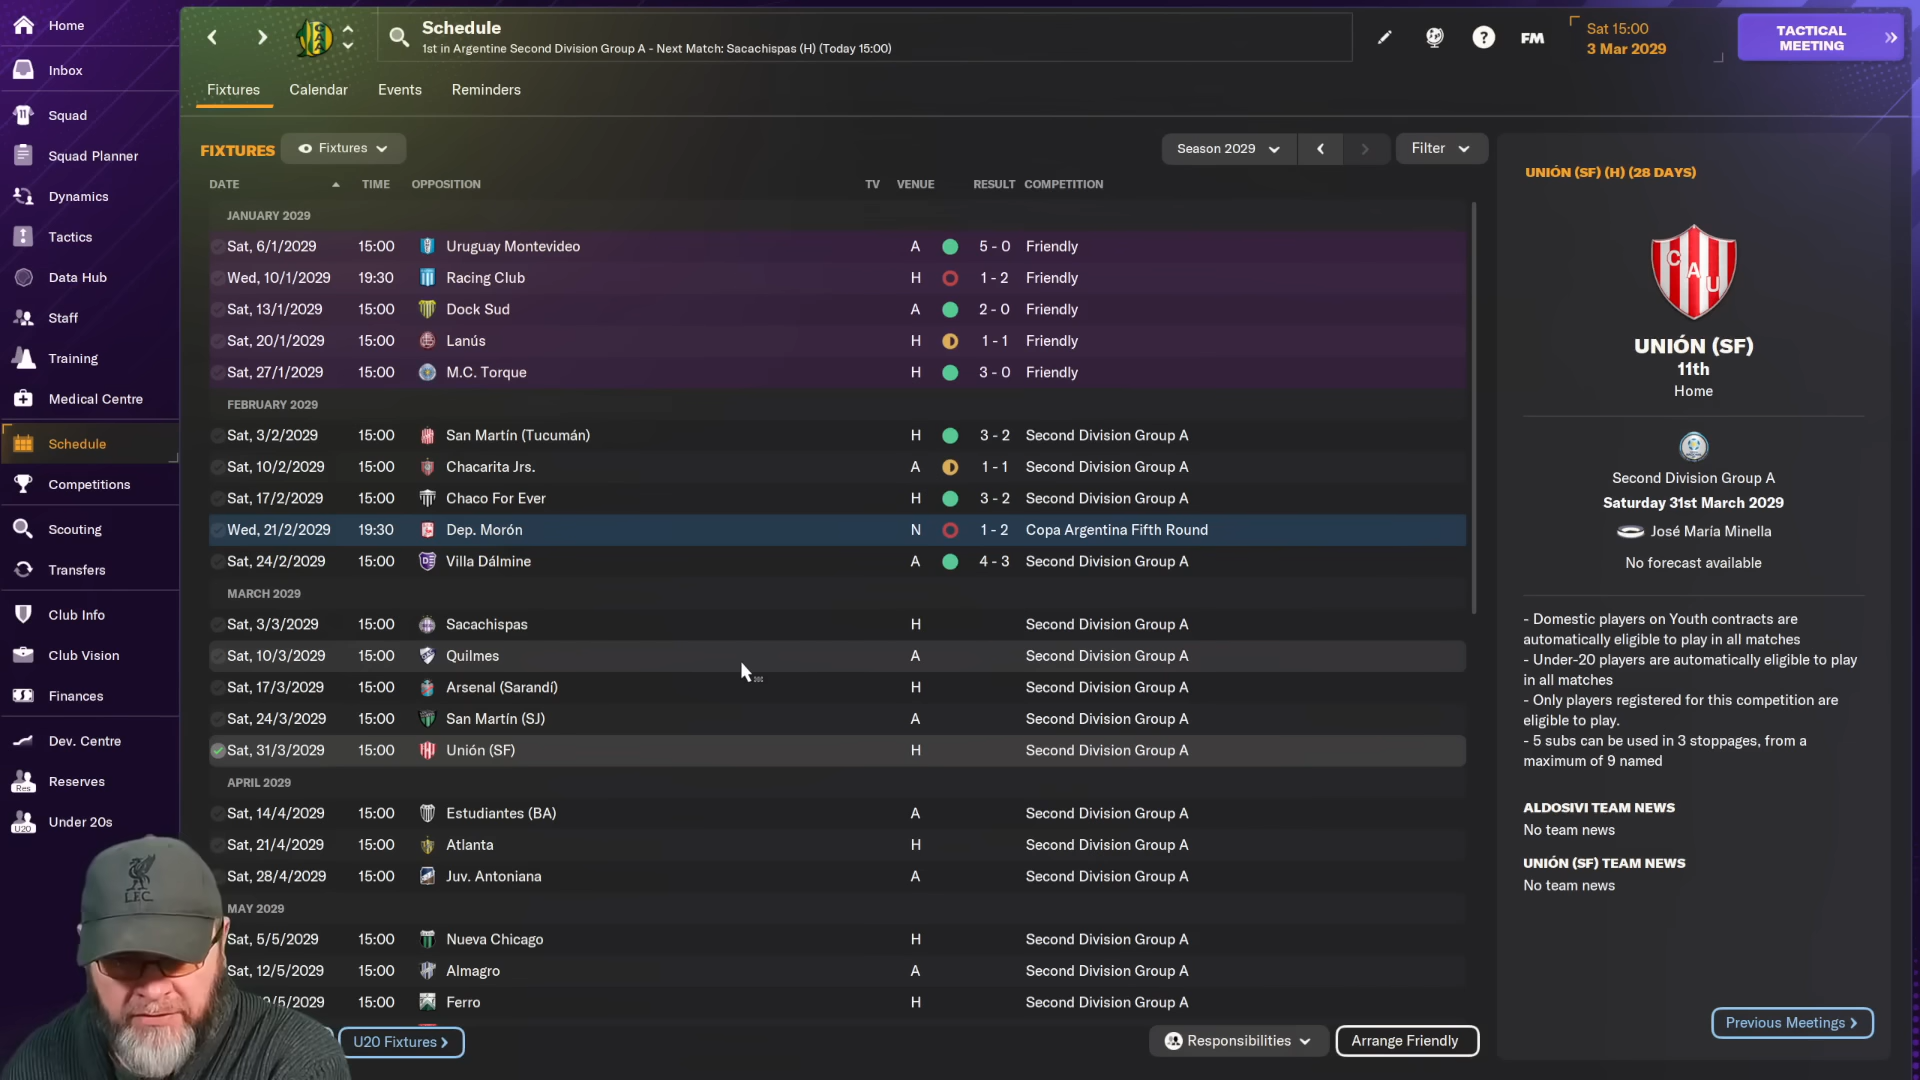 Home
Inbox
Squad
Squad Planner
Dynamics
Tactics
Data Hub
Staff
Training
Medical Centre
Schedule
Competitions
Scouting
Transfers
Club Info
Club Vision
Finances
Dev. Centre
Res
Reserves
U20
Under 20s
LFC
Schedule
1st in Argentine Second Division Group A - Next Match: Sacachispas (H) (Today 15:00)
FM
Sat 15:00
3 Mar 2029
TACTICAL
MEETING
Fixtures Calendar Events Reminders
FIXTURES Fixtures Season 2029 Filter
DATE TIME OPPOSITION TV VENUE RESULT COMPETITION
JANUARY 2029
Sat, 6/1/2029 15:00 Uruguay Montevideo A 5 - 0 Friendly
Wed, 10/1/2029 19:30 Racing Club H 1 - 2 Friendly
Sat, 13/1/2029 15:00 Dock Sud A 2 - 0 Friendly
Sat, 20/1/2029 15:00 Lanús H 1 - 1 Friendly
Sat, 27/1/2029 15:00 M.C. Torque H 3 - 0 Friendly
FEBRUARY 2029
Sat, 3/2/2029 15:00 San Martín (Tucumán) H 3 - 2 Second Division Group A
Sat, 10/2/2029 15:00 Chacarita Jrs. A 1 - 1 Second Division Group A
Sat, 17/2/2029 15:00 Chaco For Ever H 3 - 2 Second Division Group A
Wed, 21/2/2029 19:30 Dep. Morón N 1 - 2 Copa Argentina Fifth Round
Sat, 24/2/2029 15:00 Villa Dálmine A 4 - 3 Second Division Group A
MARCH 2029
Sat, 3/3/2029 15:00 Sacachispas H Second Division Group A
Sat, 10/3/2029 15:00 Quilmes A Second Division Group A
Sat, 17/3/2029 15:00 Arsenal (Sarandí) H Second Division Group A
Sat, 24/3/2029 15:00 San Martín (SJ) A Second Division Group A
Sat, 31/3/2029 15:00 Unión (SF) H Second Division Group A
APRIL 2029
Sat, 14/4/2029 15:00 Estudiantes (BA) A Second Division Group A
Sat, 21/4/2029 15:00 Atlanta H Second Division Group A
Sat, 28/4/2029 15:00 Juv. Antoniana A Second Division Group A
MAY 2029
Sat, 5/5/2029 15:00 Nueva Chicago H Second Division Group A
Sat, 12/5/2029 15:00 Almagro A Second Division Group A
/5/2029 15:00 Ferro H Second Division Group A
U20 Fixtures
Responsibilities
Arrange Friendly
UNIÓN (SF) (H) (28 DAYS)
CAU
UNIÓN (SF)
11th
Home
Second Division Group A
Saturday 31st March 2029
José María Minella
No forecast available
- Domestic players on Youth contracts are
automatically eligible to play in all matches
- Under-20 players are automatically eligible to play
in all matches
- Only players registered for this competition are
eligible to play.
- 5 subs can be used in 3 stoppages, from a
maximum of 9 named
ALDOSIVI TEAM NEWS
No team news
UNIÓN (SF) TEAM NEWS
No team news
Previous Meetings